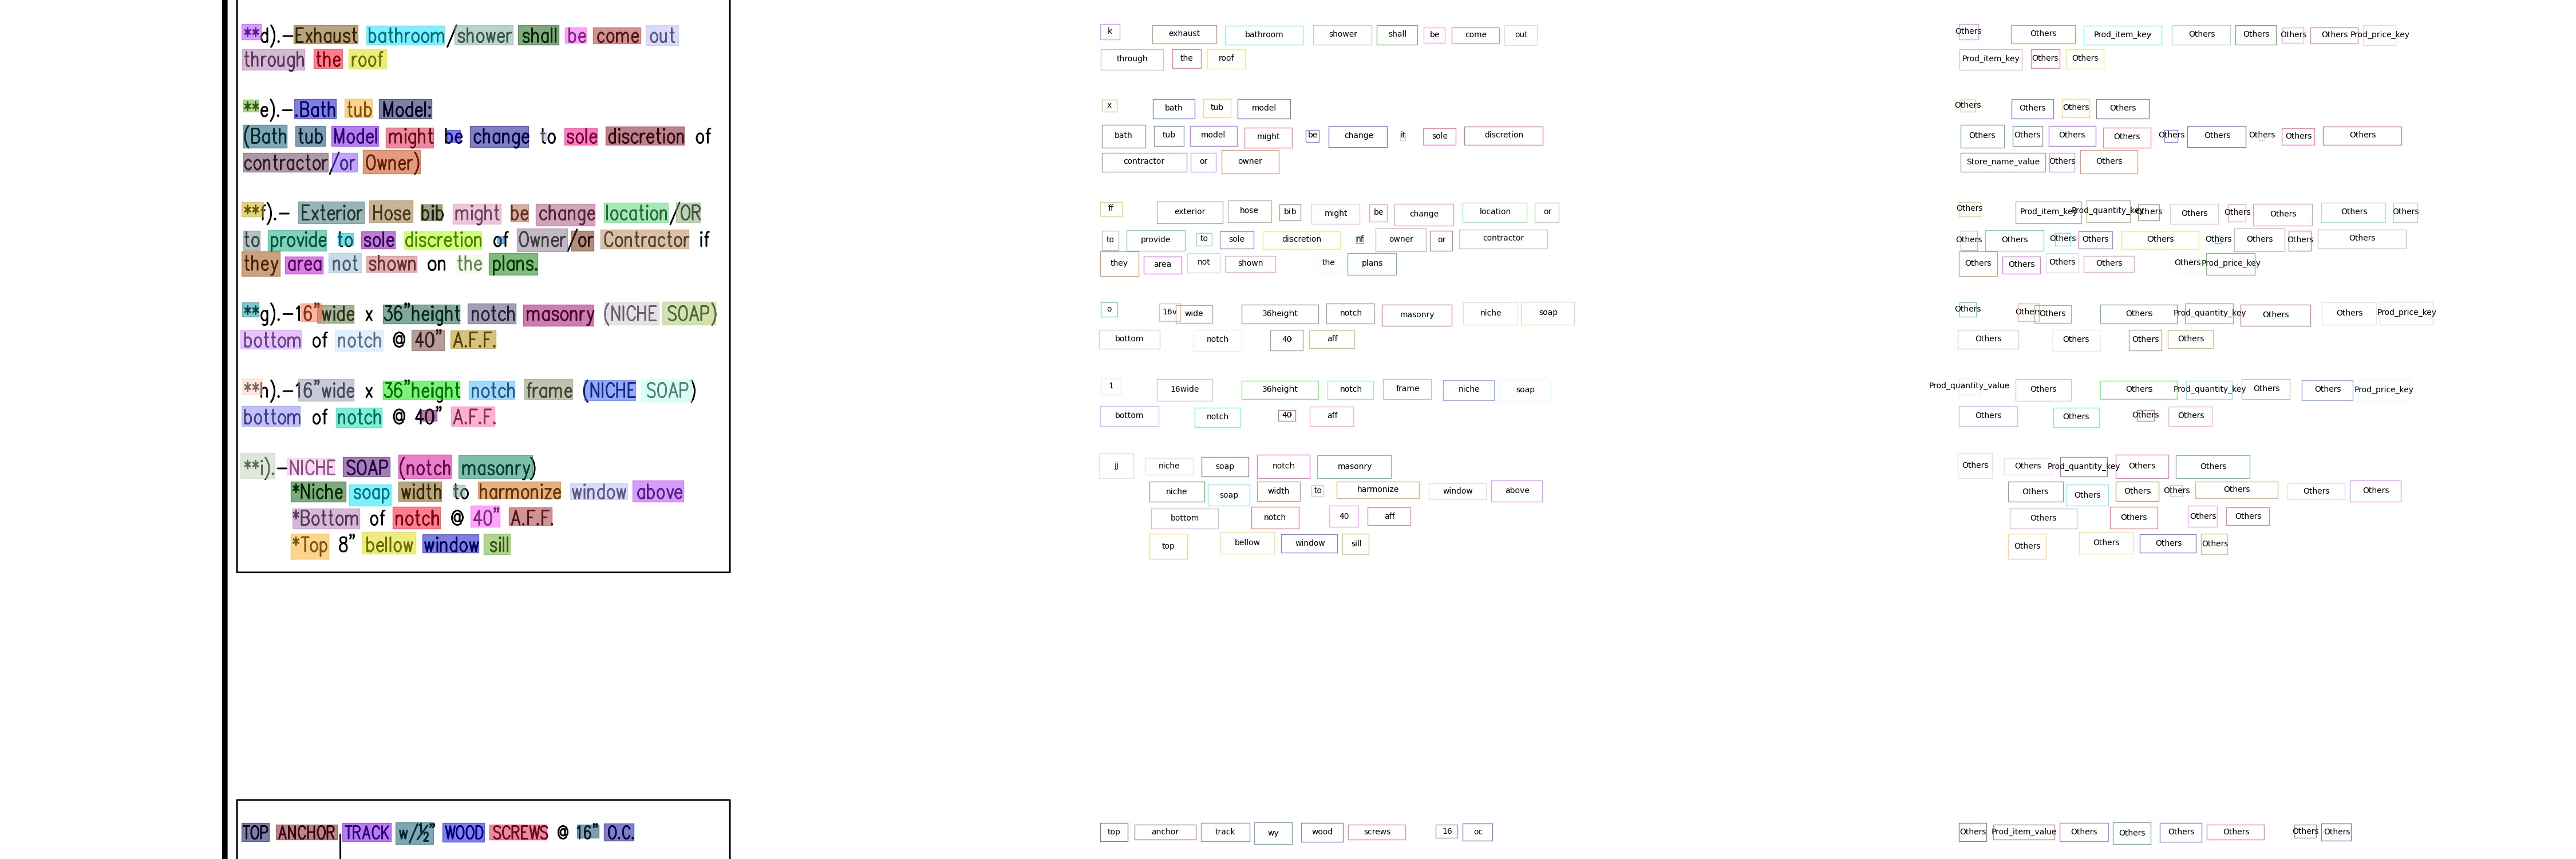 **d).-Exhaust bathroom/shower shall be come out
through the roof
**e).-.Bath tub Model:
(Bath tub Model might be change to sole discretion of
contractor/or Owner)
**f).- Exterior Hose bib might be change location/OR
to provide to sole discretion of Owner/or Contractor if
they area not shown on the plans.
**g).-16"wide x 36"height notch masonry (NICHE SOAP)
bottom of notch @ 40" A.F.F.
**h).-16"wide x 36"height notch frame (NICHE SOAP)
bottom of notch @ 40" A.F.F.
**i).-NICHE SOAP (notch masonry)
*Niche soap width to harmonize window above
*Bottom of notch @ 40" A.F.F.
*Top 8" bellow window sill
TOP ANCHOR TRACK w/½" WOOD SCREWS @ 16" O.C.
k exhaust bathroom shower shall be come out
through the roof
x bath tub model
bath tub model might be change it sole discretion
contractor or owner
ff exterior hose bib might be change location or
to provide to sole discretion nf owner or contractor
they area not shown the plans
o 16v wide 36height notch masonry niche soap
bottom notch 40 aff
1 16wide 36height notch frame niche soap
bottom notch 40 aff
jj niche soap notch masonry
niche soap width to harmonize window above
bottom notch 40 aff
top bellow window sill
top anchor track wy wood screws 16 oc
Others Others Prod_item_key Others Others Others Others Prod_price_key
Prod_item_key Others Others
Others Others Others Others
Others Others Others Others Others Others Others Others Others
Store_name_value Others Others
Others Prod_item_key Prod_quantity_key Others Others Others Others Others Others
Others Others Others Others Others Others Others Others Others
Others Others Others Others Others Prod_price_key
Others Others Others Others Prod_quantity_key Others Others Prod_price_key
Others Others Others Others
Prod_quantity_value Others Others Prod_quantity_key Others Others Prod_price_key
Others Others Others Others
Others Others Prod_quantity_key Others Others
Others Others Others Others Others Others Others
Others Others Others Others
Others Others Others Others
Others Prod_item_value Others Others Others Others Others Others